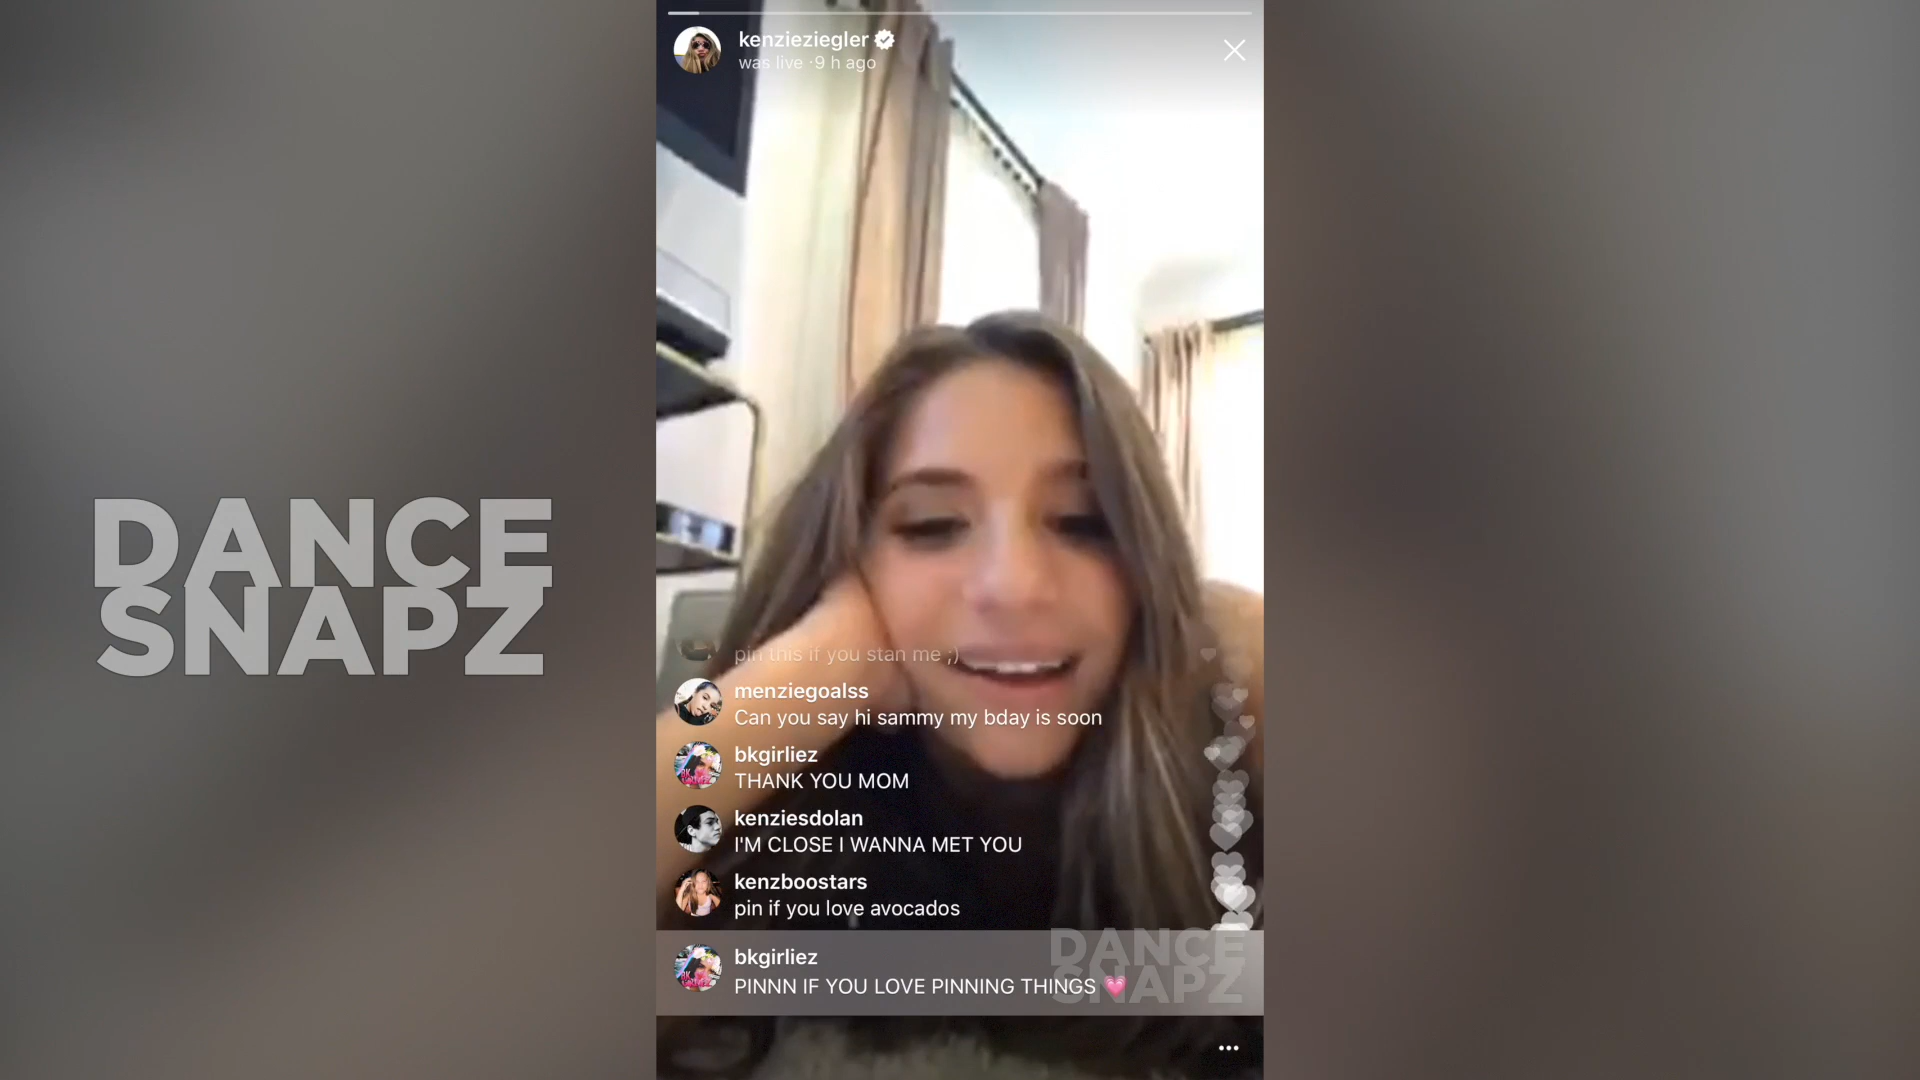 kenzieziegler
was live · 9 h ago
DANCE
SNAPZ
pin this if you stan me ;)
menziegoalss
Can you say hi sammy my bday is soon
bkgirliez
THANK YOU MOM
kenziesdolan
I'M CLOSE I WANNA MET YOU
kenzboostars
pin if you love avocados
bkgirliez
PINNN IF YOU LOVE PINNING THINGS 💗
DANCE
SNAPZ